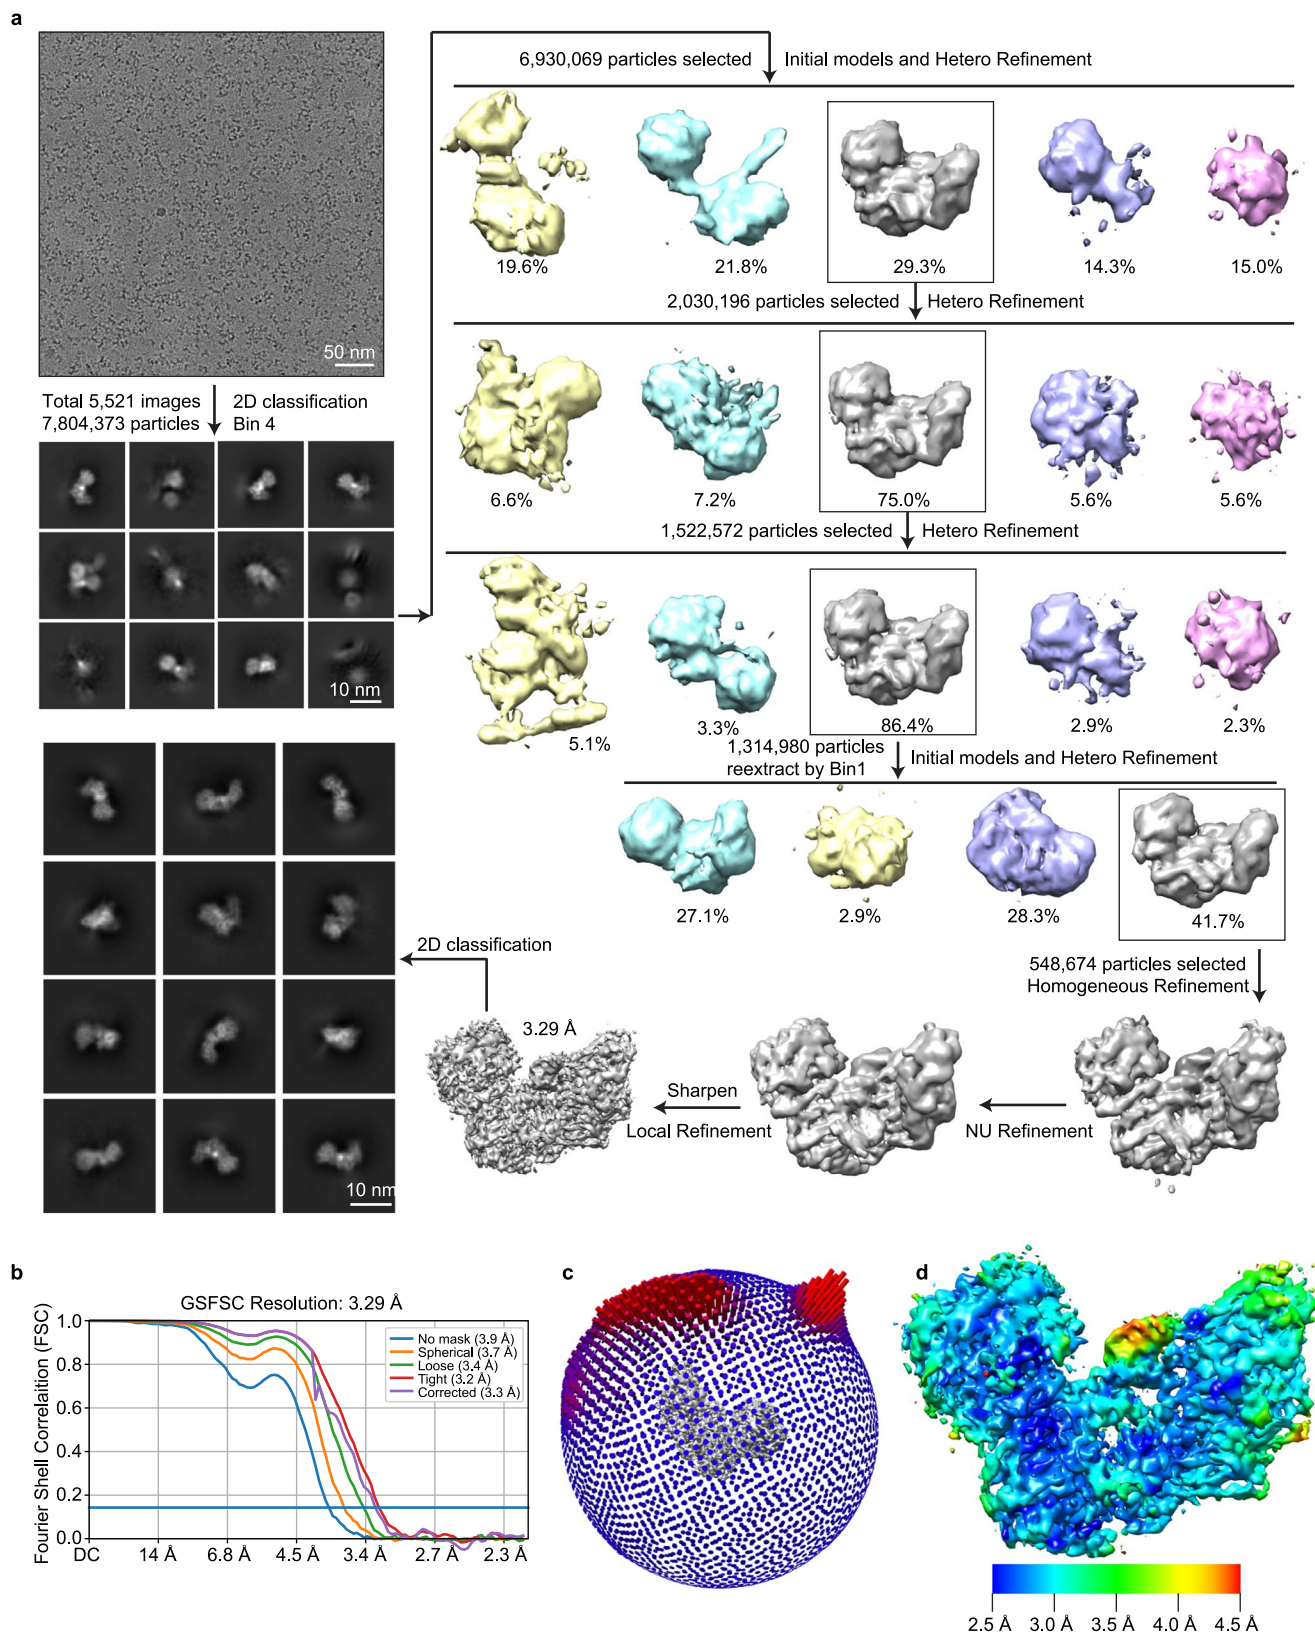 a
6,930,069 particles selected
Initial models and Hetero Refinement
19.6%
21.8%
29.3%
14.3%
15.0%
50 nm
2,030,196 particles selected
Hetero Refinement
Total 5,521 images
7,804,373 particles
2D classification
Bin 4
6.6%
7.2%
75.0%
5.6%
5.6%
1,522,572 particles selected
Hetero Refinement
10 nm
5.1%
3.3%
86.4%
2.9%
2.3%
1,314,980 particles
reextract by Bin1
Initial models and Hetero Refinement
27.1%
2.9%
28.3%
41.7%
2D classification
548,674 particles selected
Homogeneous Refinement
3.29 Å
Sharpen
Local Refinement
NU Refinement
10 nm
b
GSFSC Resolution: 3.29 Å
Fourier Shell Correlaition (FSC)
1.0
0.8
0.6
0.4
0.2
0.0
No mask (3.9 Å)
Spherical (3.7 Å)
Loose (3.4 Å)
Tight (3.2 Å)
Corrected (3.3 Å)
DC
14 Å
6.8 Å
4.5 Å
3.4 Å
2.7 Å
2.3 Å
c
d
2.5 Å
3.0 Å
3.5 Å
4.0 Å
4.5 Å